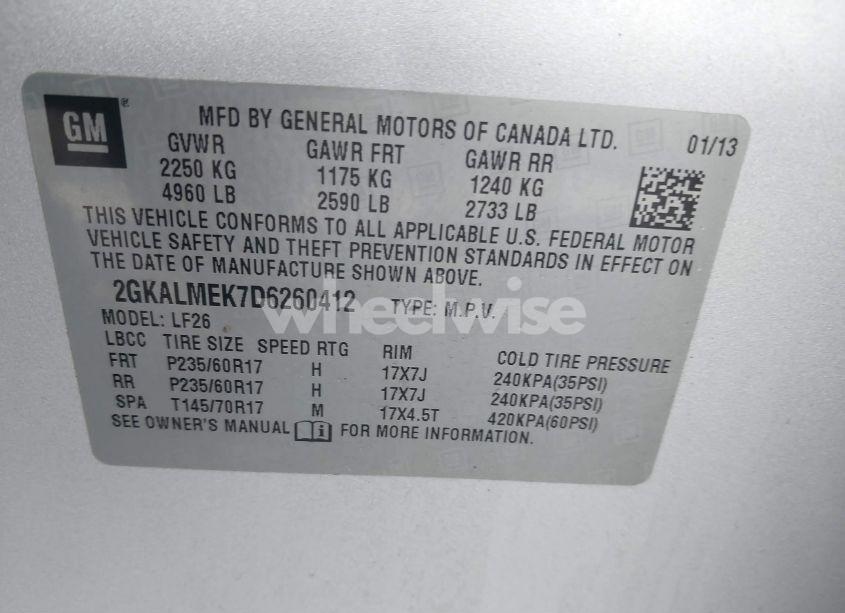 GM®
MFD BY GENERAL MOTORS OF CANADA LTD. 01/13
GVWR GAWR FRT GAWR RR
2250 KG 1175 KG 1240 KG
4960 LB 2590 LB 2733 LB
THIS VEHICLE CONFORMS TO ALL APPLICABLE U.S. FEDERAL MOTOR
VEHICLE SAFETY AND THEFT PREVENTION STANDARDS IN EFFECT ON
THE DATE OF MANUFACTURE SHOWN ABOVE.
2GKALMEK7D6260412 TYPE: M.P.V.
wheelwise
MODEL: LF26
LBCC TIRE SIZE SPEED RTG RIM COLD TIRE PRESSURE
FRT P235/60R17 H 17X7J 240KPA(35PSI)
RR P235/60R17 H 17X7J 240KPA(35PSI)
SPA T145/70R17 M 17X4.5T 420KPA(60PSI)
SEE OWNER'S MANUAL i FOR MORE INFORMATION.